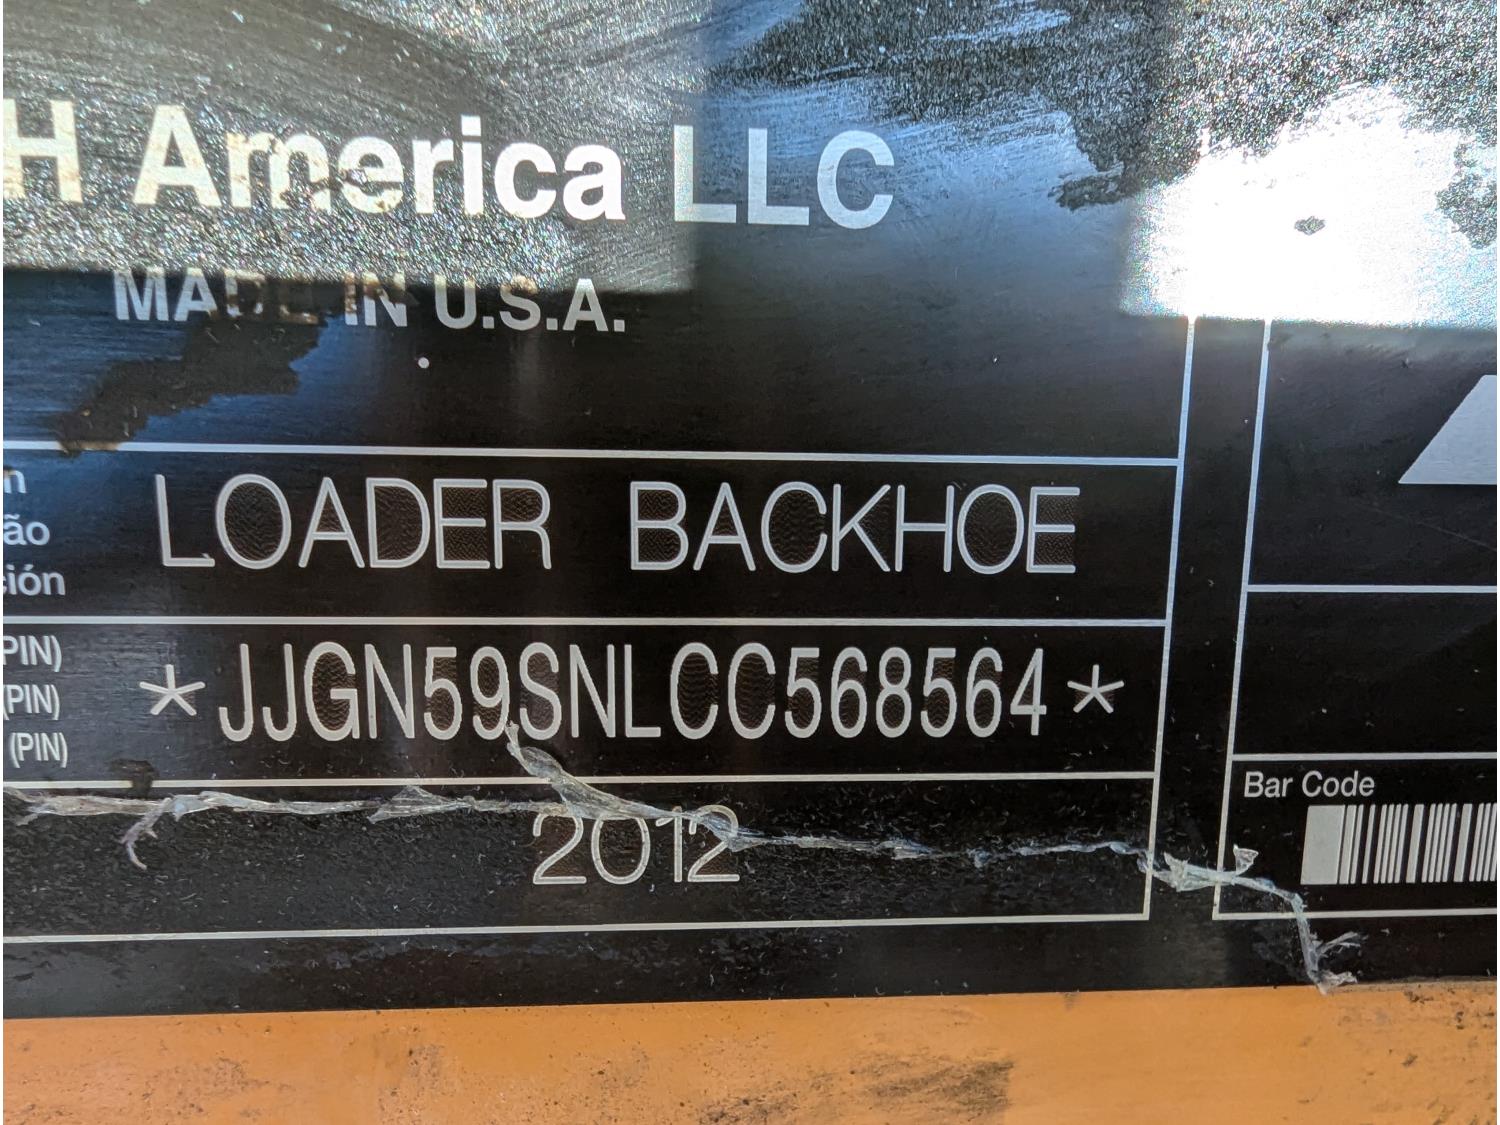 H America LLC
MADE IN U.S.A.
n
ão
ción
LOADER BACKHOE
PIN)
(PIN)
(PIN)
*JJGN59SNLCC568564*
2012
Bar Code